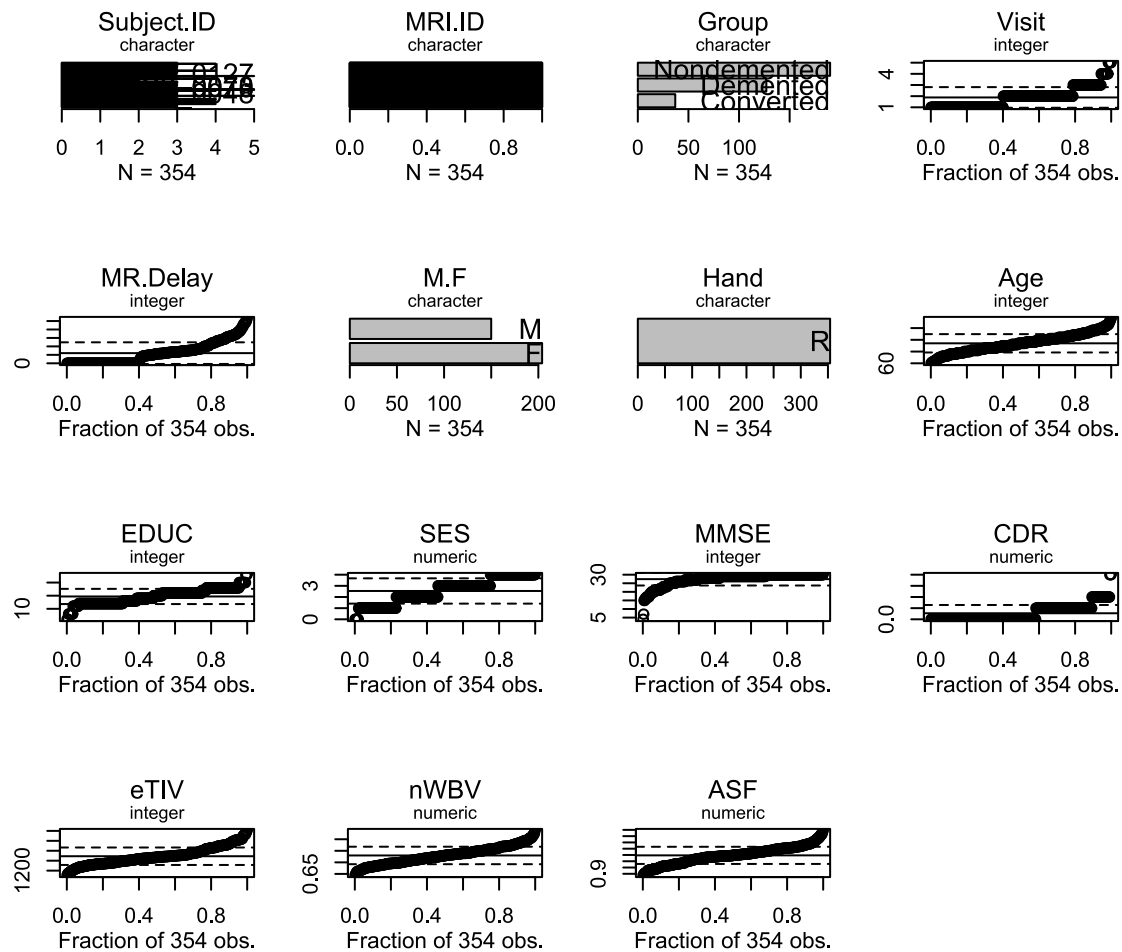 Subject.ID
character
0127
0 1 2 3 4 5
N = 354
MRI.ID
character
0.0 0.4 0.8
N = 354
Group
character
Nondemented
Demented
Converted
0 50 100
N = 354
Visit
integer
4
1
0.0 0.4 0.8
Fraction of 354 obs.
MR.Delay
integer
0
0.0 0.4 0.8
Fraction of 354 obs.
M.F
character
M
F
0 50 100 200
N = 354
Hand
character
R
0 100 200 300
N = 354
Age
integer
60
0.0 0.4 0.8
Fraction of 354 obs.
EDUC
integer
10
0.0 0.4 0.8
Fraction of 354 obs.
SES
numeric
3
0
0.0 0.4 0.8
Fraction of 354 obs.
MMSE
integer
30
5
0.0 0.4 0.8
Fraction of 354 obs.
CDR
numeric
0.0
0.0 0.4 0.8
Fraction of 354 obs.
eTIV
integer
1200
0.0 0.4 0.8
Fraction of 354 obs.
nWBV
numeric
0.65
0.0 0.4 0.8
Fraction of 354 obs.
ASF
numeric
0.9
0.0 0.4 0.8
Fraction of 354 obs.